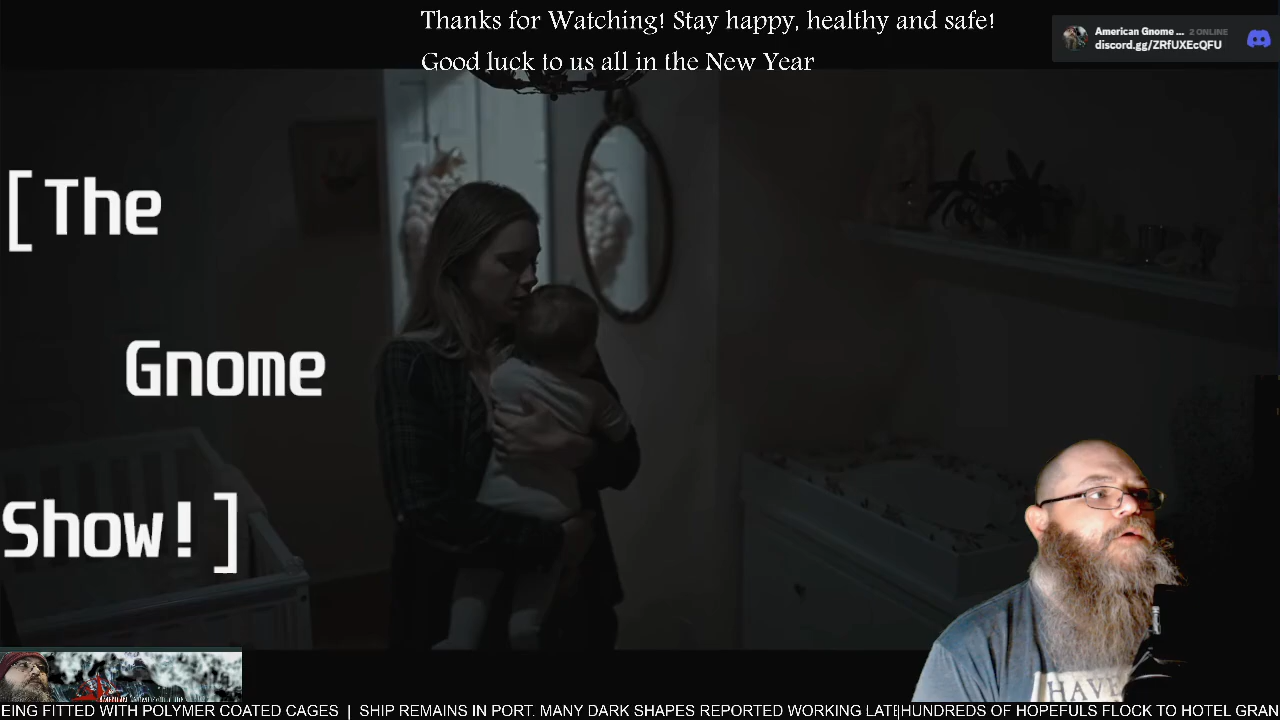 Thanks for Watching! Stay happy, healthy and safe!
Good luck to us all in the New Year
American Gnome ... 2 ONLINE
discord.gg/ZRfUXEcQFU
[The
Gnome
Show!]
HAVE
EING FITTED WITH POLYMER COATED CAGES | SHIP REMAINS IN PORT. MANY DARK SHAPES REPORTED WORKING LATE HUNDREDS OF HOPEFULS FLOCK TO HOTEL GRAN